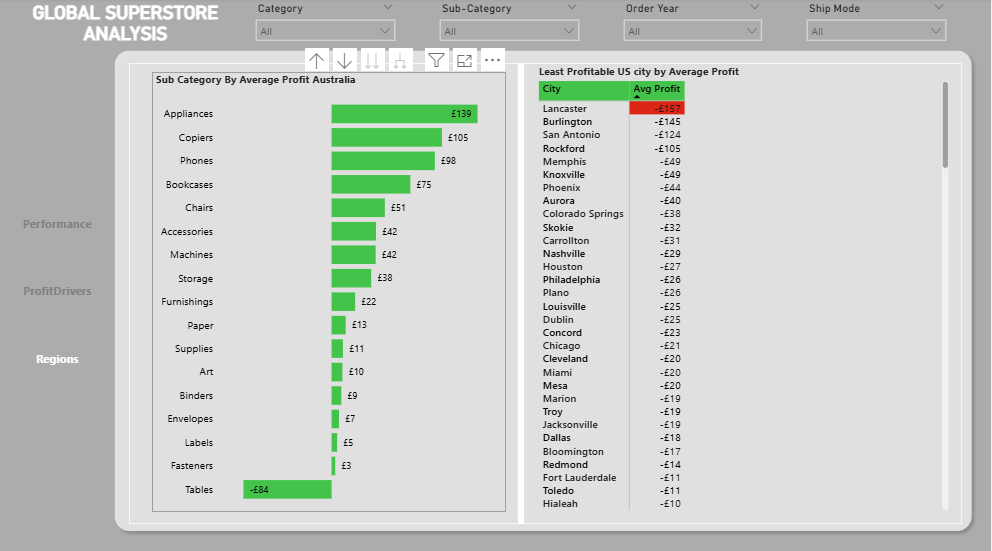 GLOBAL SUPERSTORE
ANALYSIS
Category
Sub-Category
Order Year
Ship Mode
All
All
All
All
Performance
ProfitDrivers
Regions
Sub Category By Average Profit Australia
Appliances £139
Copiers £105
Phones £98
Bookcases £75
Chairs £51
Accessories £42
Machines £42
Storage £38
Furnishings £22
Paper £13
Supplies £11
Art £10
Binders £9
Envelopes £7
Labels £5
Fasteners £3
Tables -£84
Least Profitable US city by Average Profit
City Avg Profit
Lancaster -£157
Burlington -£145
San Antonio -£124
Rockford -£105
Memphis -£49
Knoxville -£49
Phoenix -£44
Aurora -£40
Colorado Springs -£38
Skokie -£32
Carrollton -£31
Nashville -£29
Houston -£27
Philadelphia -£26
Plano -£26
Louisville -£25
Dublin -£25
Concord -£23
Chicago -£21
Cleveland -£20
Miami -£20
Mesa -£20
Marion -£19
Troy -£19
Jacksonville -£19
Dallas -£18
Bloomington -£17
Redmond -£14
Fort Lauderdale -£11
Toledo -£11
Hialeah -£10